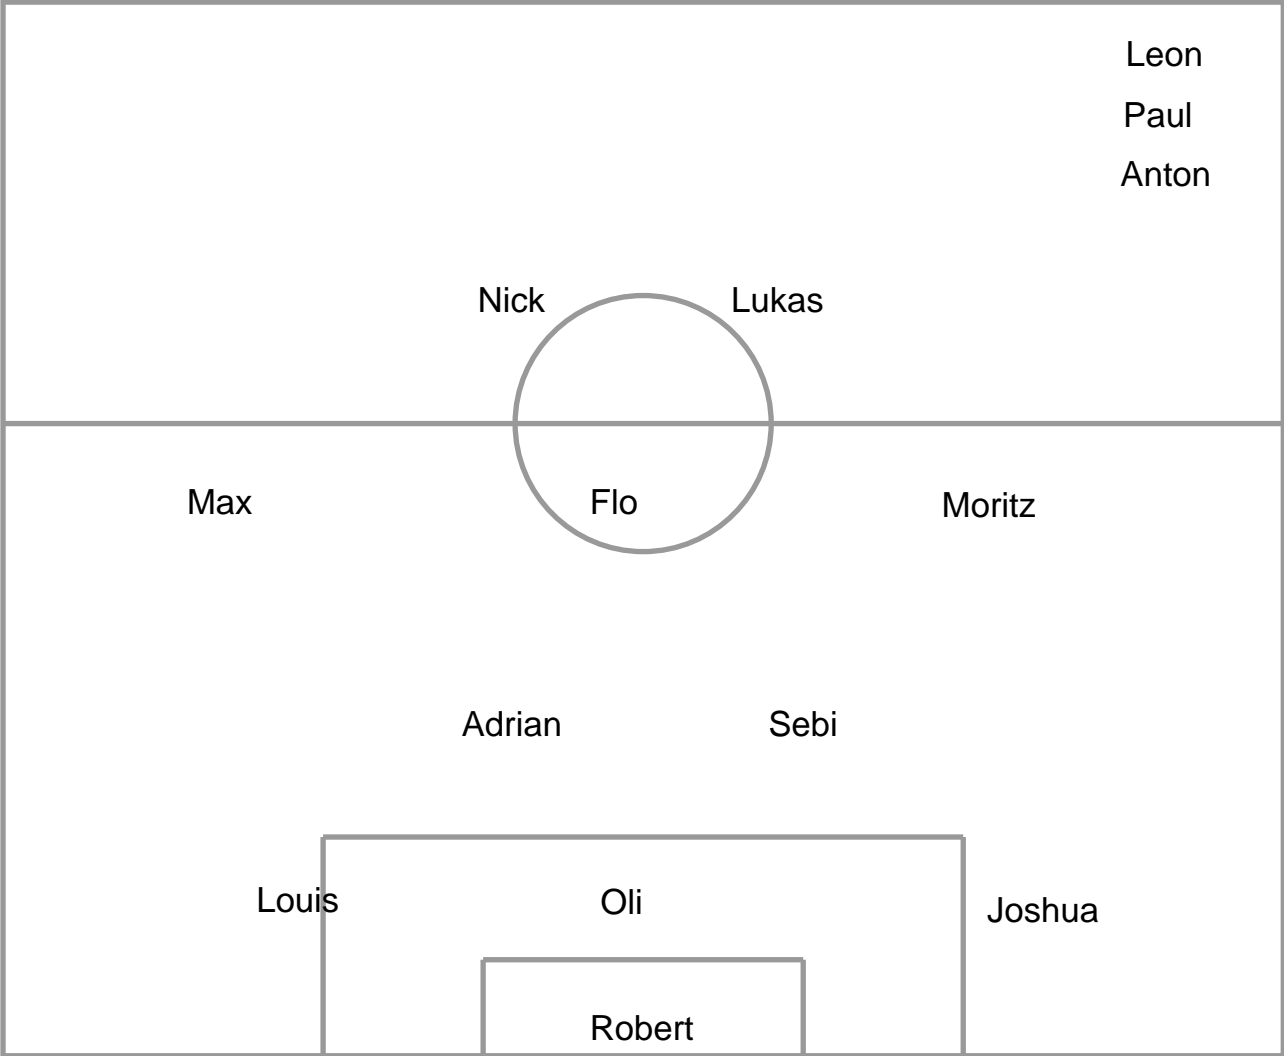 Leon
Paul
Anton
Nick Lukas
Max Flo Moritz
Adrian Sebi
Louis Oli Joshua
Robert